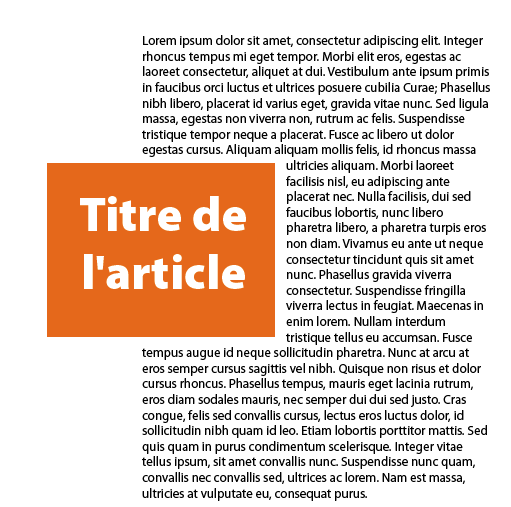 Lorem ipsum dolor sit amet, consectetur adipiscing elit. Integer
rhoncus tempus mi eget tempor. Morbi elit eros, egestas ac
laoreet consectetur, aliquet at dui. Vestibulum ante ipsum primis
in faucibus orci luctus et ultrices posuere cubilia Curae; Phasellus
nibh libero, placerat id varius eget, gravida vitae nunc. Sed ligula
massa, egestas non viverra non, rutrum ac felis. Suspendisse
tristique tempor neque a placerat. Fusce ac libero ut dolor
egestas cursus. Aliquam aliquam mollis felis, id rhoncus massa
Titre de
l'article
ultricies aliquam. Morbi laoreet
facilisis nisl, eu adipiscing ante
placerat nec. Nulla facilisis, dui sed
faucibus lobortis, nunc libero
pharetra libero, a pharetra turpis eros
non diam. Vivamus eu ante ut neque
consectetur tincidunt quis sit amet
nunc. Phasellus gravida viverra
consectetur. Suspendisse fringilla
viverra lectus in feugiat. Maecenas in
enim lorem. Nullam interdum
tristique tellus eu accumsan. Fusce
tempus augue id neque sollicitudin pharetra. Nunc at arcu at
eros semper cursus sagittis vel nibh. Quisque non risus et dolor
cursus rhoncus. Phasellus tempus, mauris eget lacinia rutrum,
eros diam sodales mauris, nec semper dui dui sed justo. Cras
congue, felis sed convallis cursus, lectus eros luctus dolor, id
sollicitudin nibh quam id leo. Etiam lobortis porttitor mattis. Sed
quis quam in purus condimentum scelerisque. Integer vitae
tellus ipsum, sit amet convallis nunc. Suspendisse nunc quam,
convallis nec convallis sed, ultrices ac lorem. Nam est massa,
ultricies at vulputate eu, consequat purus.